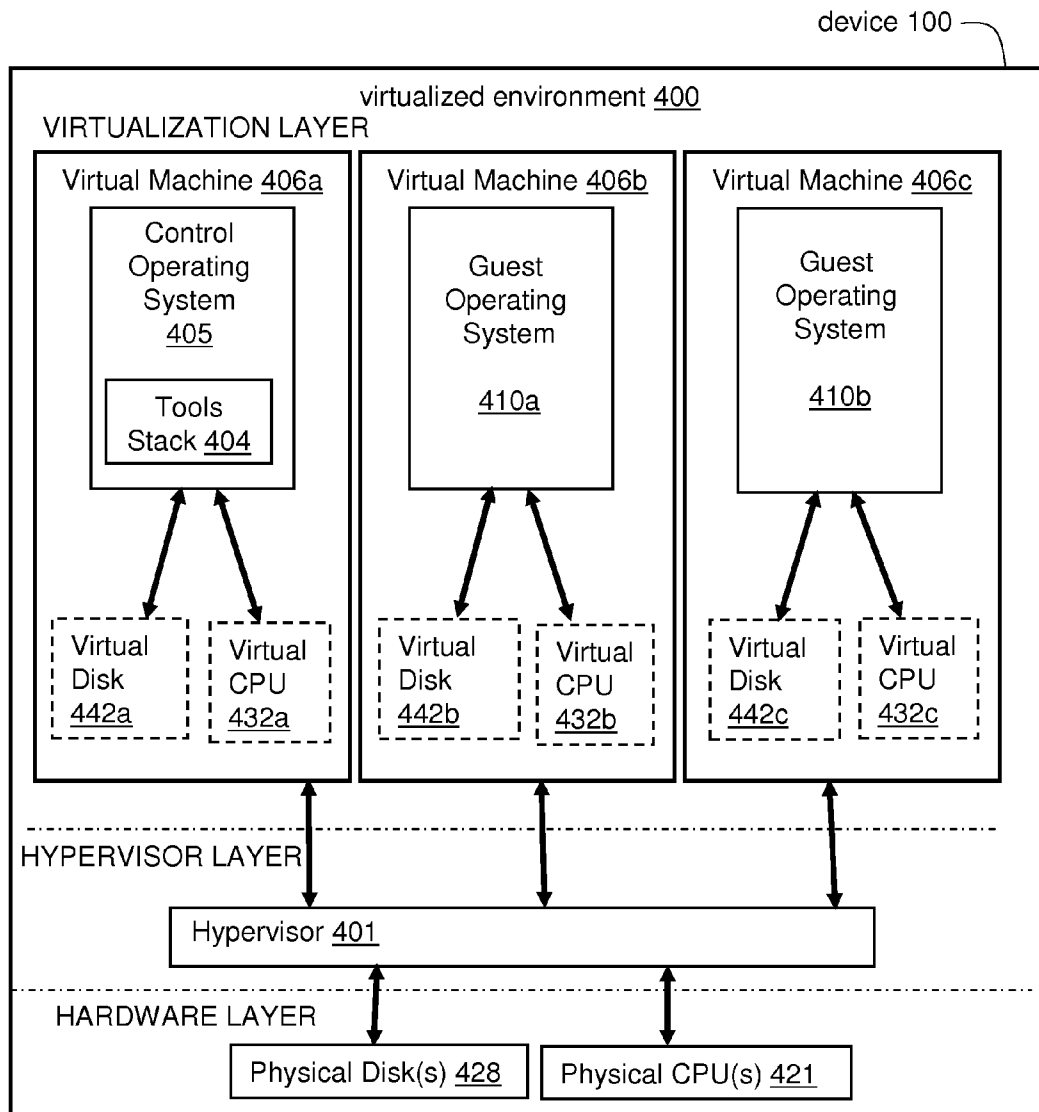 device 100
virtualized environment 400
VIRTUALIZATION LAYER
Virtual Machine 406a
Control
Operating
System
405
Tools
Stack 404
Virtual
Disk
442a
Virtual
CPU
432a
Virtual Machine 406b
Guest
Operating
System
410a
Virtual
Disk
442b
Virtual
CPU
432b
Virtual Machine 406c
Guest
Operating
System
410b
Virtual
Disk
442c
Virtual
CPU
432c
HYPERVISOR LAYER
Hypervisor 401
HARDWARE LAYER
Physical Disk(s) 428
Physical CPU(s) 421